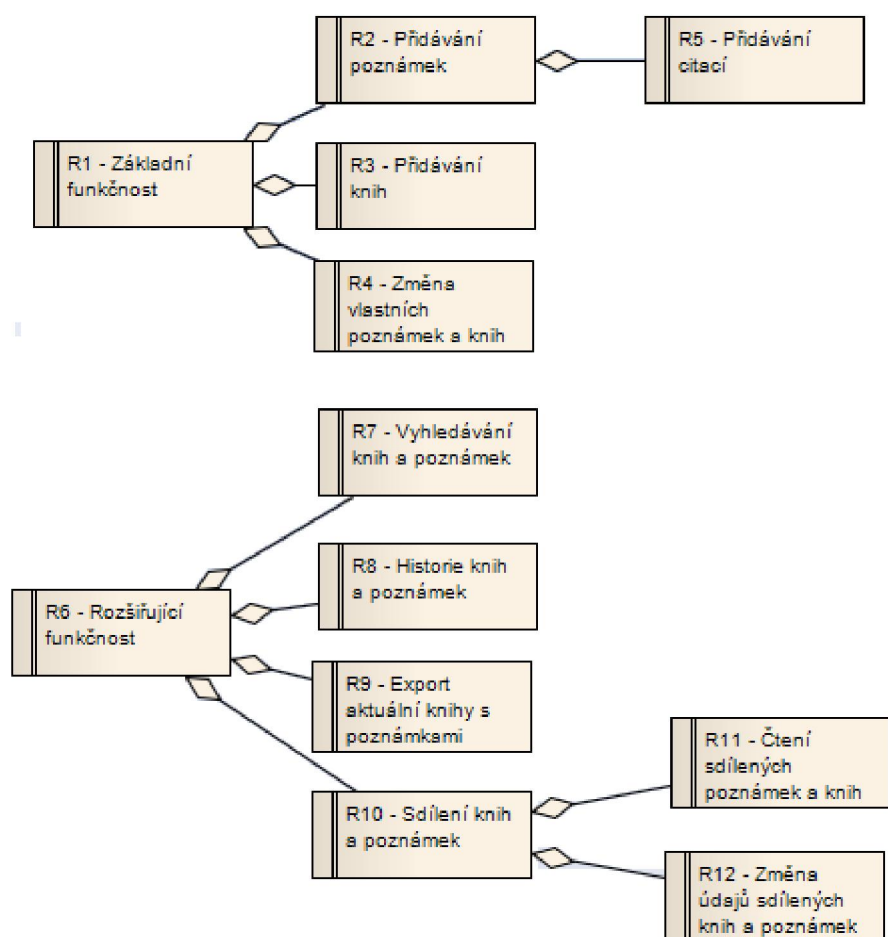 R2 - Přidávání
poznámek
R5 - Přidávání
citací
R1 - Základní
funkčnost
R3 - Přidávání
knih
R4 - Změna
vlastních
poznámek a knih
R7 - Vyhledávání
knih a poznámek
R8 - Historie knih
a poznámek
R6 - Rozšiřující
funkčnost
R9 - Export
aktuální knihy s
poznámkami
R10 - Sdílení knih
a poznámek
R11 - Čtení
sdílených
poznámek a knih
R12 - Změna
údajů sdílených
knih a poznámek